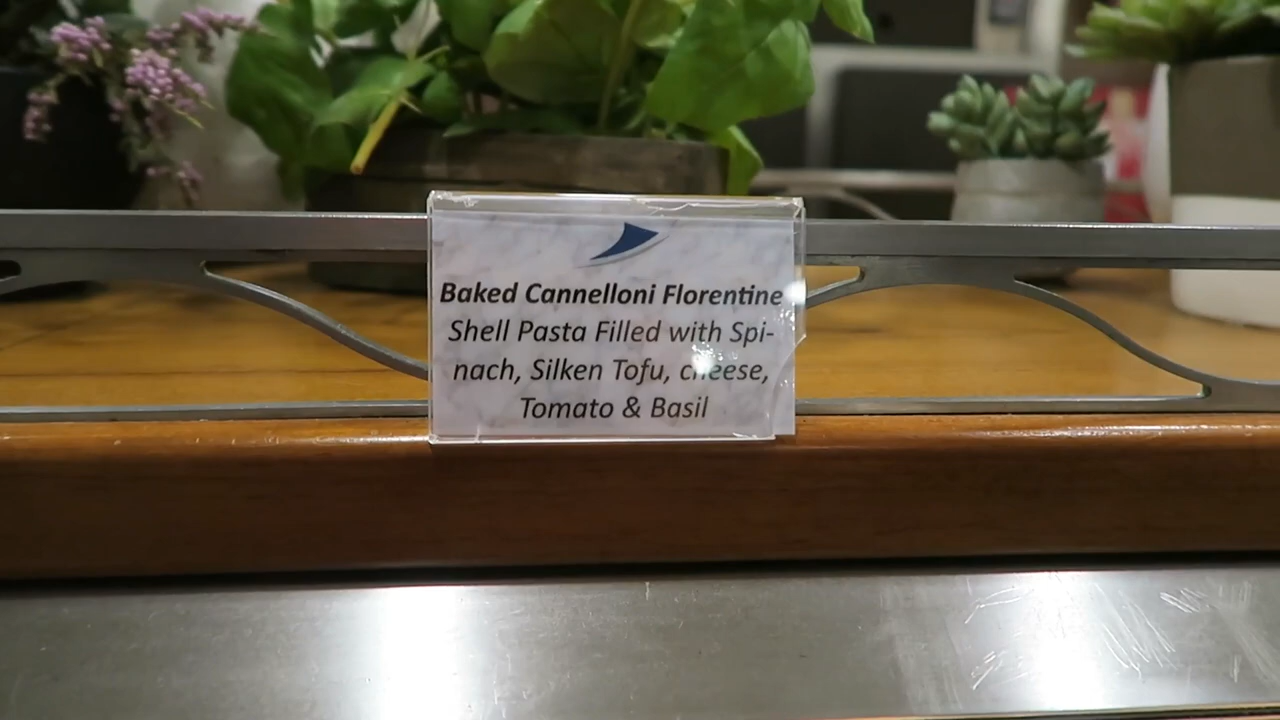 Baked Cannelloni Florentine
Shell Pasta Filled with Spi-
nach, Silken Tofu, cheese,
Tomato & Basil